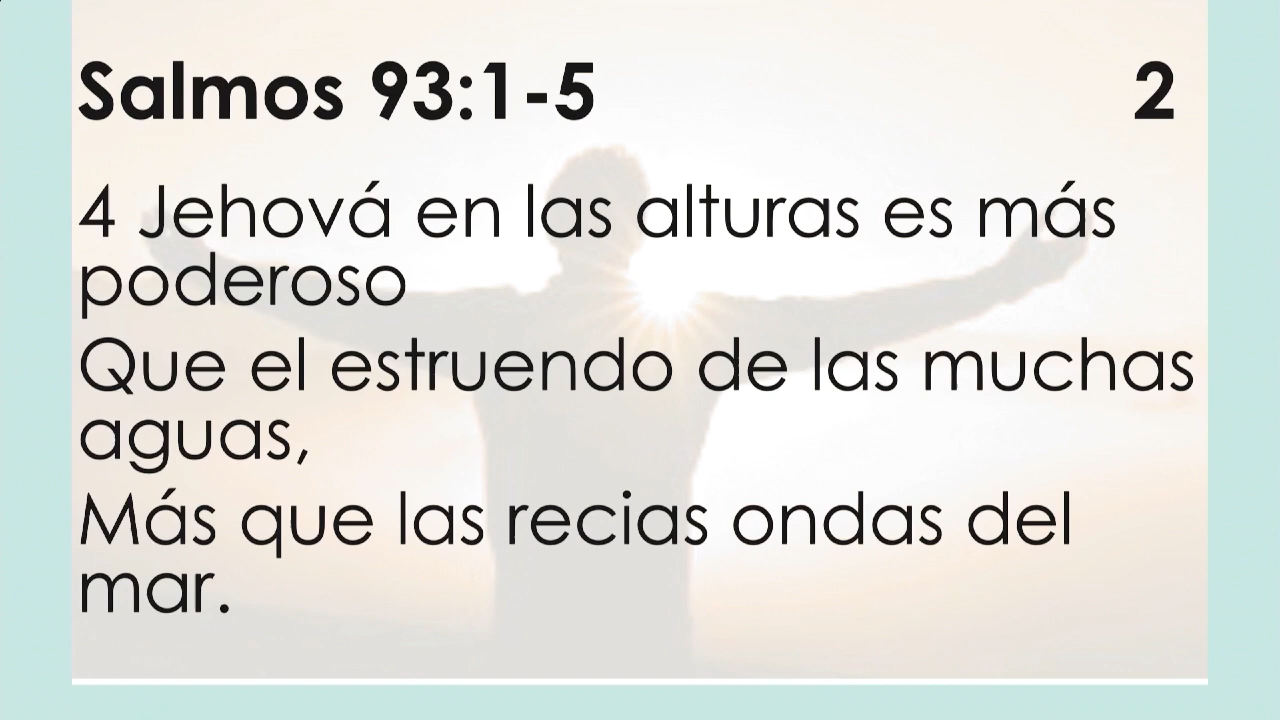 Salmos 93:1-5 2
4 Jehová en las alturas es más
poderoso
Que el estruendo de las muchas
aguas,
Más que las recias ondas del
mar.